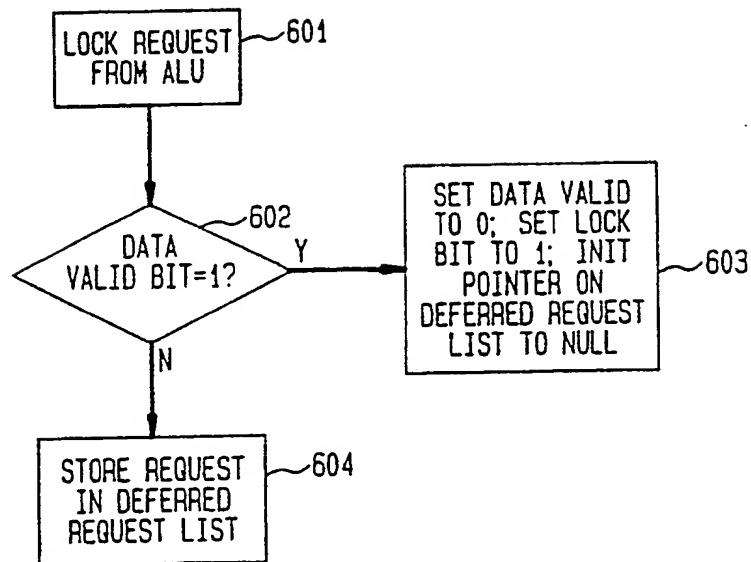 LOCK REQUEST
FROM ALU
601
DATA
VALID BIT=1?
602
Y
SET DATA VALID
TO 0; SET LOCK
BIT TO 1; INIT
POINTER ON
DEFERRED REQUEST
LIST TO NULL
603
N
STORE REQUEST
IN DEFERRED
REQUEST LIST
604